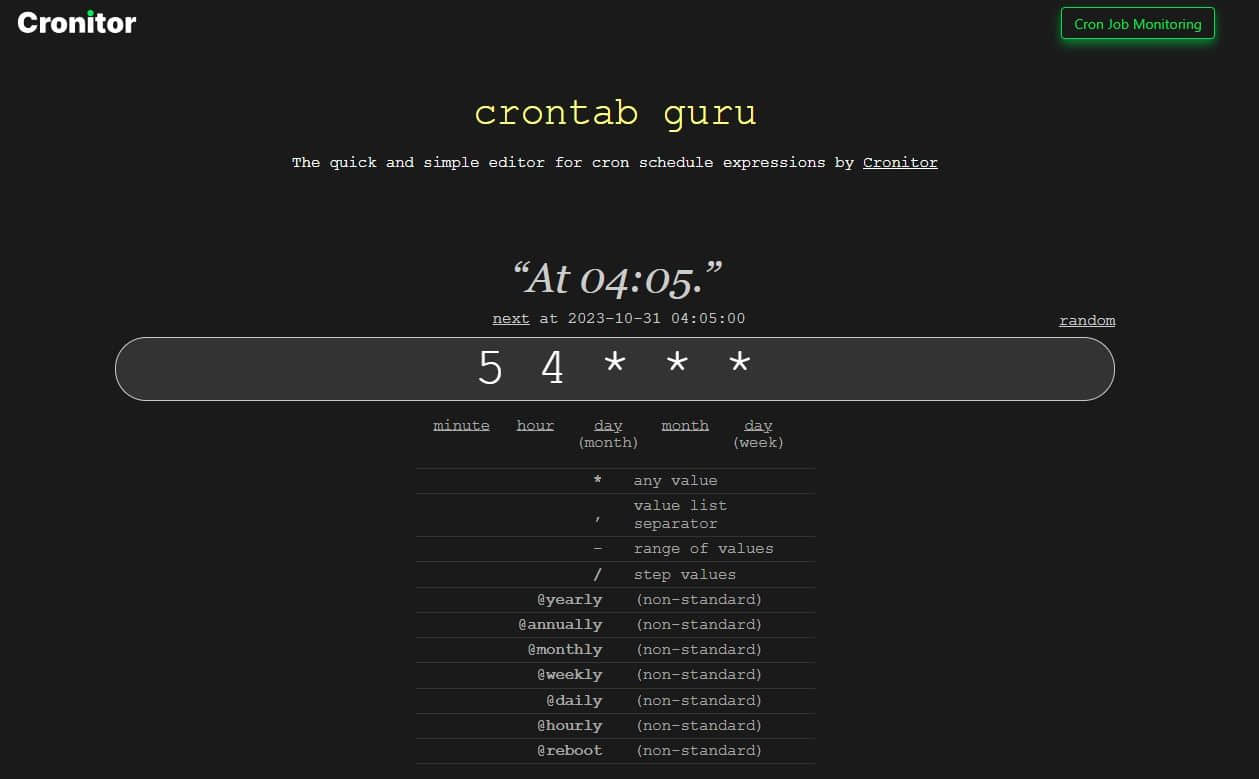 Cronitor
Cron Job Monitoring
crontab guru
The quick and simple editor for cron schedule expressions by Cronitor
“At 04:05.”
next at 2023-10-31 04:05:00
random
5 4 * * *
minute hour day month day
(month) (week)
* any value
, value list
separator
- range of values
/ step values
@yearly (non-standard)
@annually (non-standard)
@monthly (non-standard)
@weekly (non-standard)
@daily (non-standard)
@hourly (non-standard)
@reboot (non-standard)